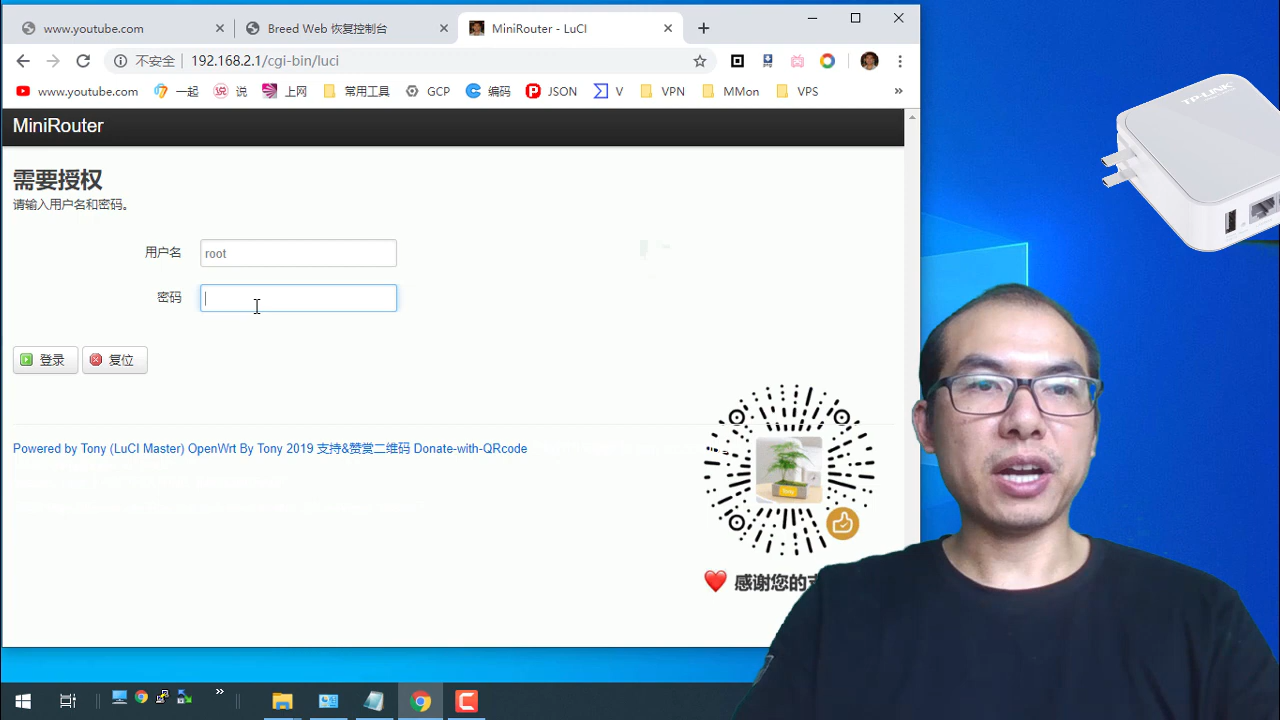 www.youtube.com
Breed Web 恢复控制台
MiniRouter - LuCI
不安全
192.168.2.1/cgi-bin/luci
www.youtube.com
一起
说
上网
常用工具
GCP
编码
JSON
V
VPN
MMon
VPS
»
MiniRouter
TP-LINK
需要授权
请输入用户名和密码。
用户名
root
密码
登录
复位
Powered by Tony (LuCI Master) OpenWrt By Tony 2019 支持&赞赏二维码 Donate-with-QRcode
感谢您的